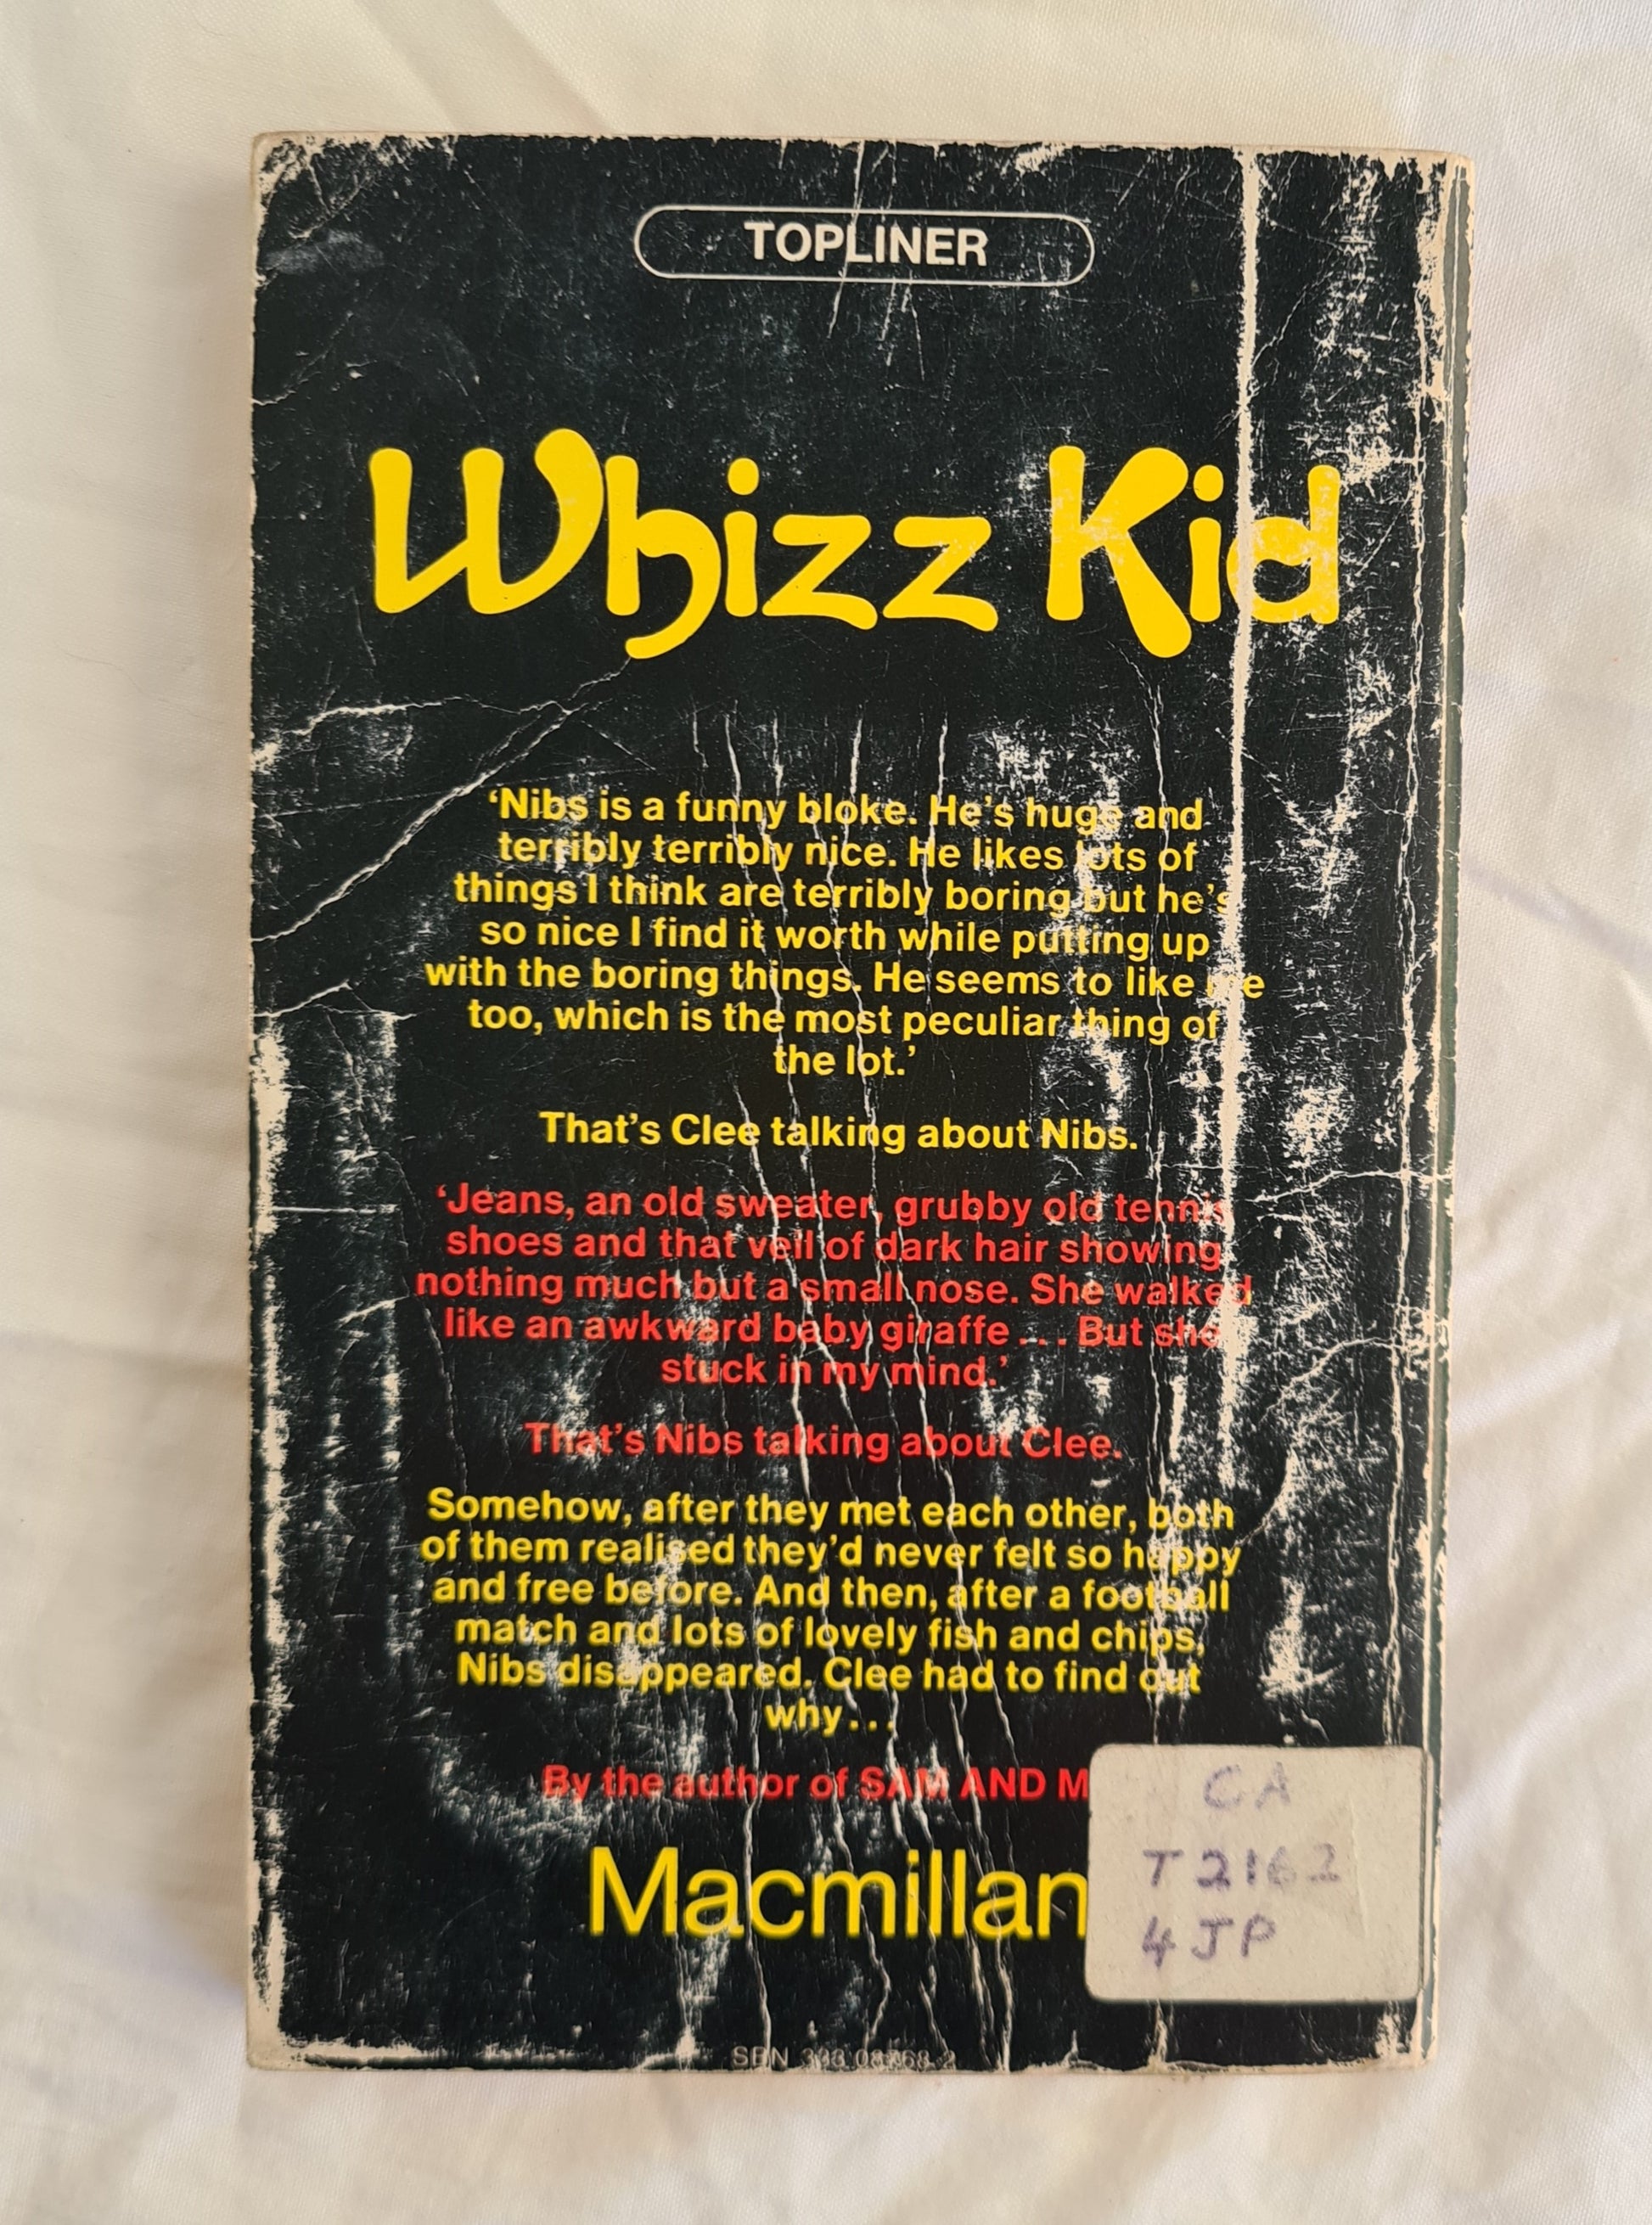 TOPLINER
Whizz Kid
‘Nibs is a funny bloke. He’s huge and
terribly terribly nice. He likes lots of
things I think are terribly boring but he’s
so nice I find it worth while putting up
with the boring things. He seems to like me
too, which is the most peculiar thing of
the lot.’
That’s Clee talking about Nibs.
‘Jeans, an old sweater, grubby old tennis
shoes and that veil of dark hair showing
nothing much but a small nose. She walked
like an awkward baby giraffe . . . But she
stuck in my mind.’
That’s Nibs talking about Clee.
Somehow, after they met each other, both
of them realised they’d never felt so happy
and free before. And then, after a football
match and lots of lovely fish and chips,
Nibs disappeared. Clee had to find out
why . . .
By the author of SAM AND M
Macmillan
CA
T2162
4JP
SBN 333 08768 2